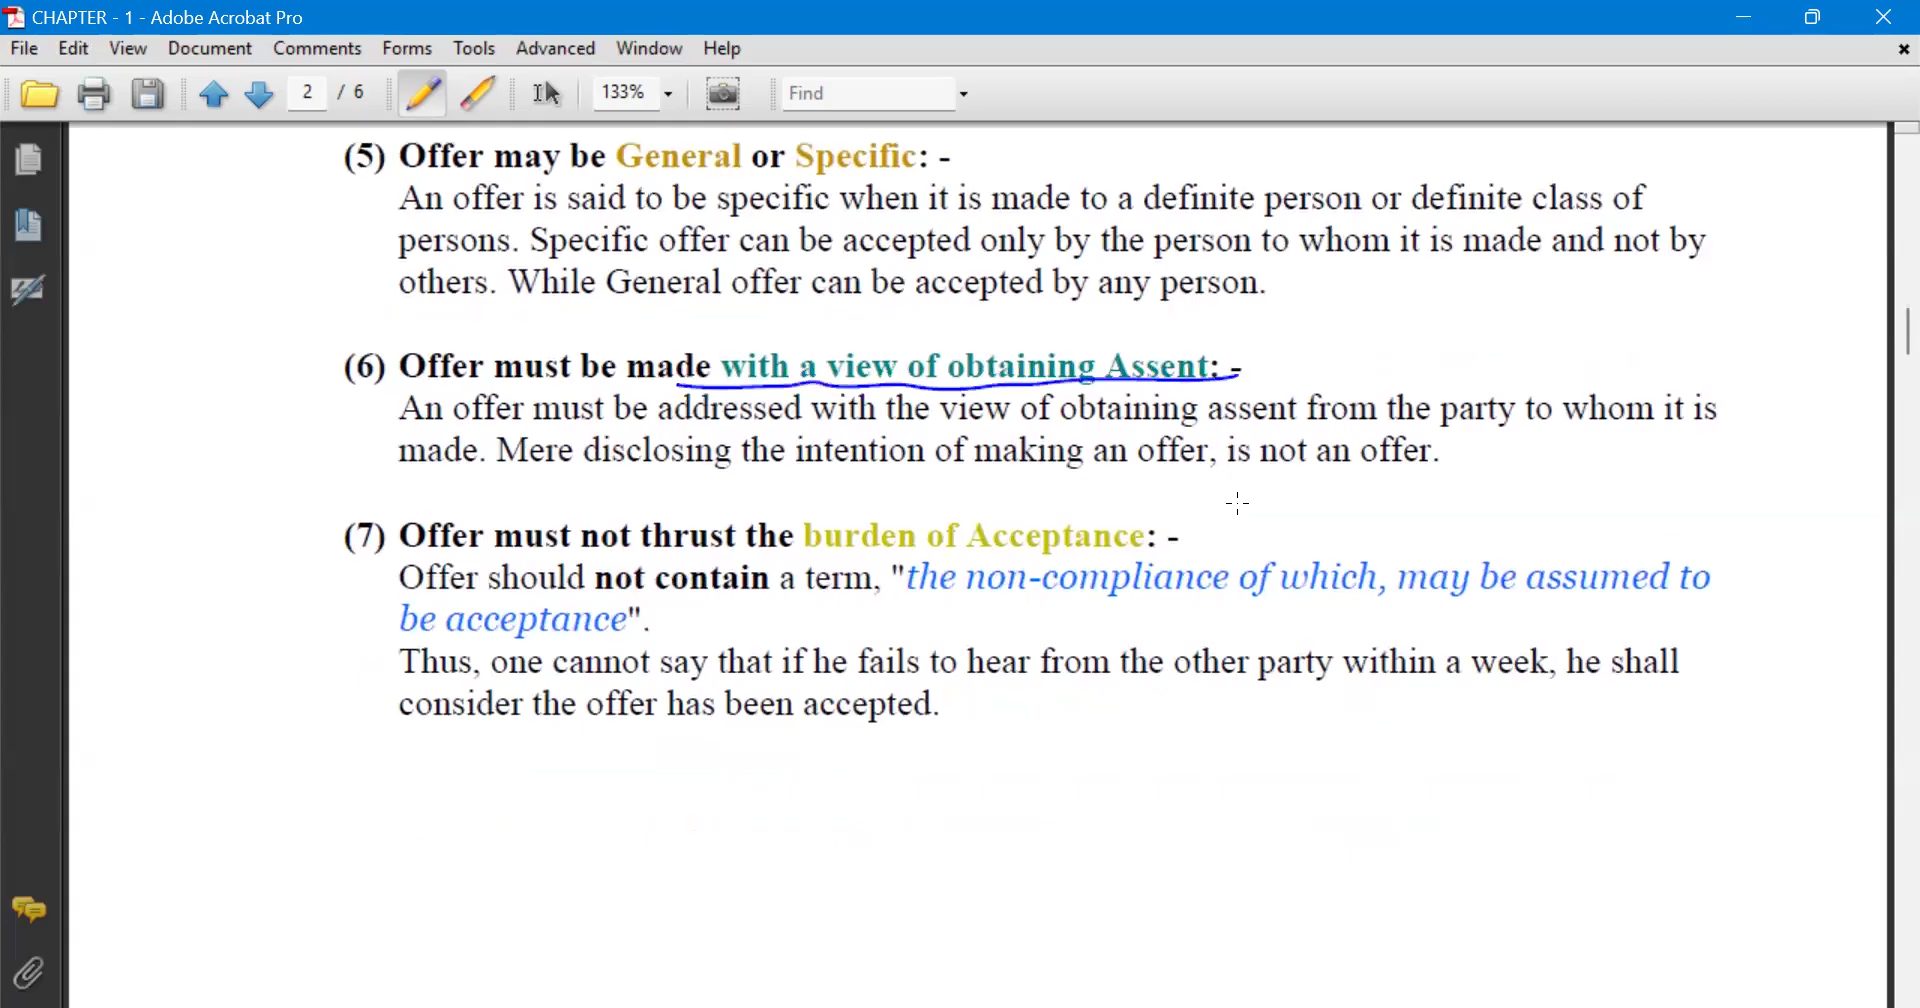 CHAPTER - 1 - Adobe Acrobat Pro
File Edit View Document Comments Forms Tools Advanced Window Help
2 / 6 133% Find
(5) Offer may be General or Specific: -
An offer is said to be specific when it is made to a definite person or definite class of
persons. Specific offer can be accepted only by the person to whom it is made and not by
others. While General offer can be accepted by any person.
(6) Offer must be made with a view of obtaining Assent: -
An offer must be addressed with the view of obtaining assent from the party to whom it is
made. Mere disclosing the intention of making an offer, is not an offer.
(7) Offer must not thrust the burden of Acceptance: -
Offer should not contain a term, "the non-compliance of which, may be assumed to
be acceptance".
Thus, one cannot say that if he fails to hear from the other party within a week, he shall
consider the offer has been accepted.